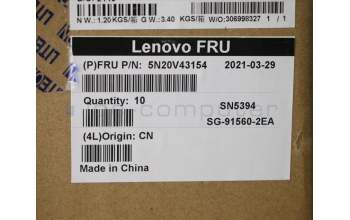 N W.: 1.20 KGS/箱 G W: 3.40 KGS/箱 W/O:306998327 1 / 1
Lenovo FRU
(P)FRU P/N: 5N20V43154 2021-03-29
Quantity: 10 SN5394
SG-91560-2EA
(4L)Origin: CN
Made in China